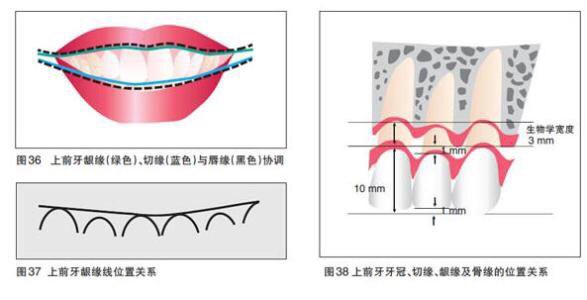 图36 上前牙龈缘(绿色)、切缘(蓝色)与唇缘(黑色)协调
图37 上前牙龈缘线位置关系
生物学宽度
3 mm
1 mm
10 mm
1 mm
图38 上前牙牙冠、切缘、龈缘及骨缘的位置关系